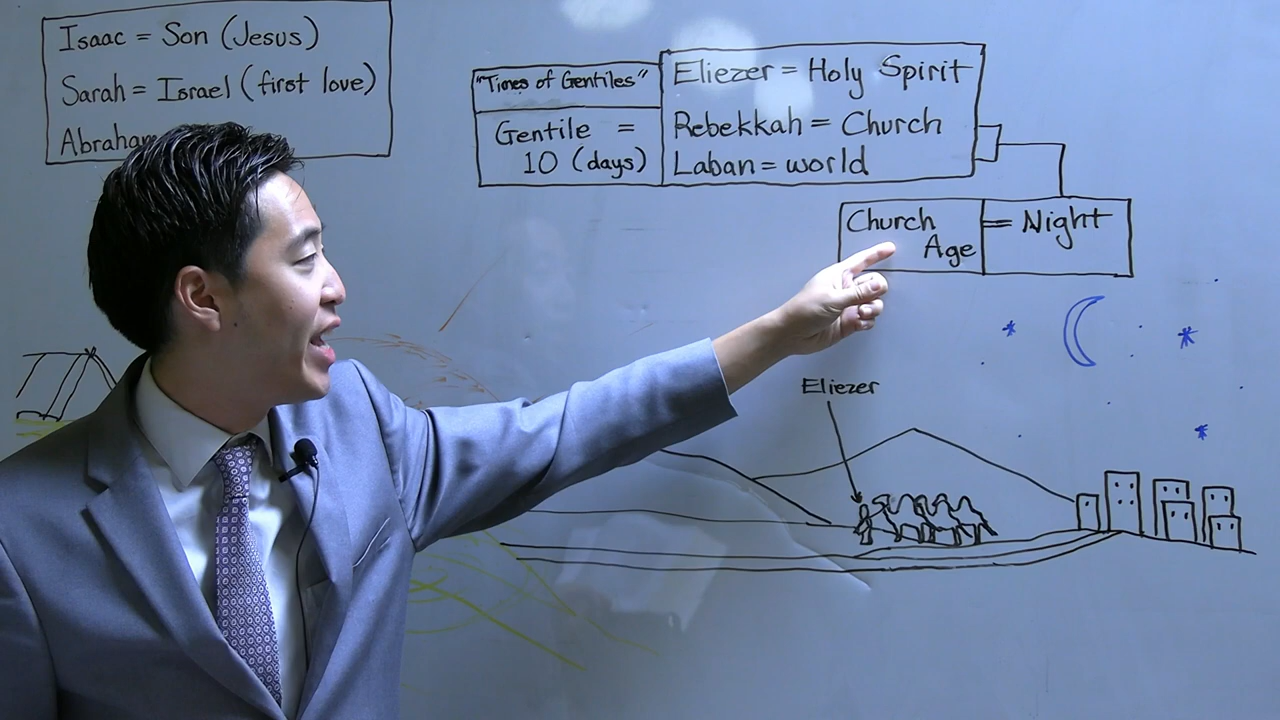 Isaac = Son (Jesus)
Sarah = Israel (first love)
Abraham
"Times of Gentiles"
Gentile =
10 (days)
Eliezer = Holy Spirit
Rebekkah = Church
Laban = world
Church
Age
= Night
Eliezer